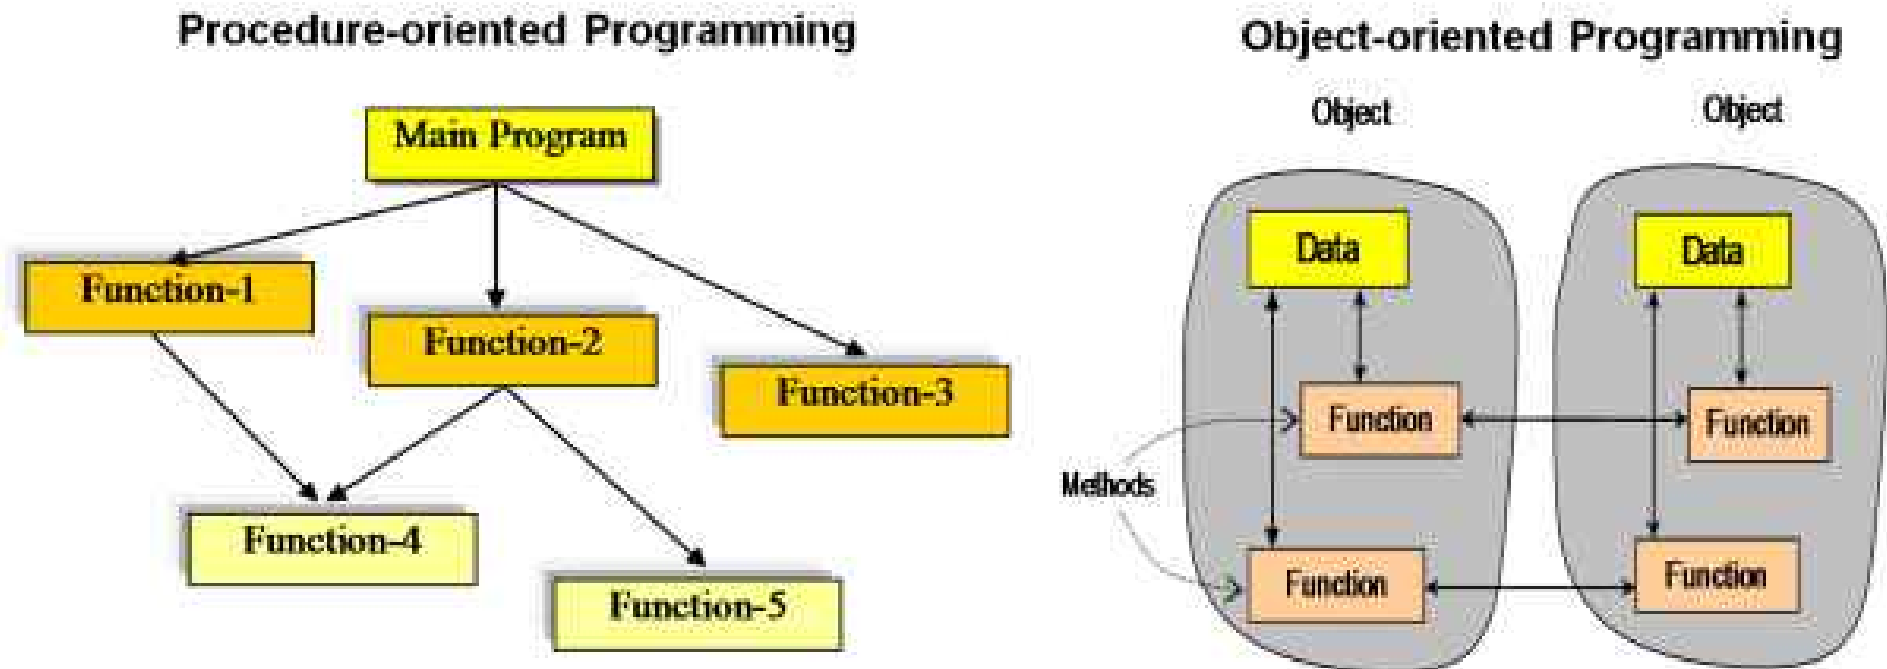 Procedure-oriented Programming
Main Program
Function-1
Function-2
Function-3
Function-4
Function-5
Object-oriented Programming
Object
Object
Data
Data
Function
Function
Methods
Function
Function